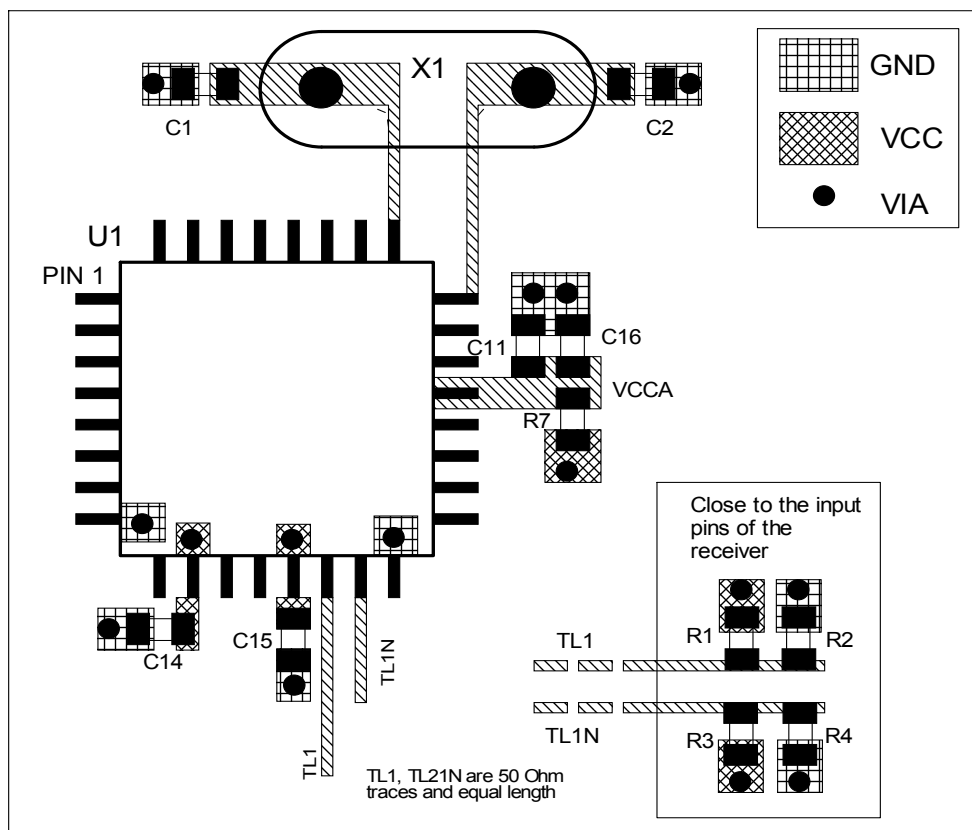 X1
GND
C1
C2
VCC
VIA
U1
PIN 1
C11
C16
VCCA
R7
Close to the input
pins of the
receiver
C14
C15
TL1N
TL1
R1
R2
TL1
TL1N
R3
R4
TL1, TL21N are 50 Ohm
traces and equal length